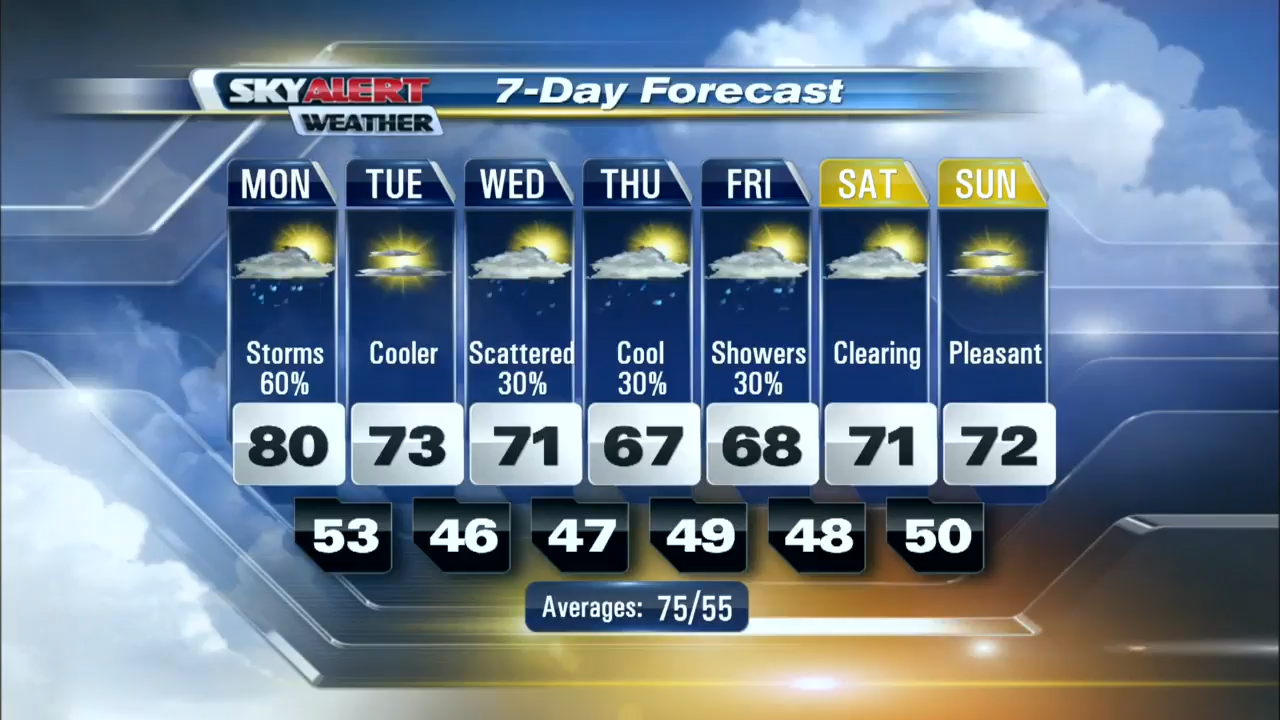 SKYALERT
WEATHER
7-Day Forecast
MON TUE WED THU FRI SAT SUN
Storms Cooler Scattered Cool Showers Clearing Pleasant
60% 30% 30% 30%
80 73 71 67 68 71 72
53 46 47 49 48 50
Averages: 75/55